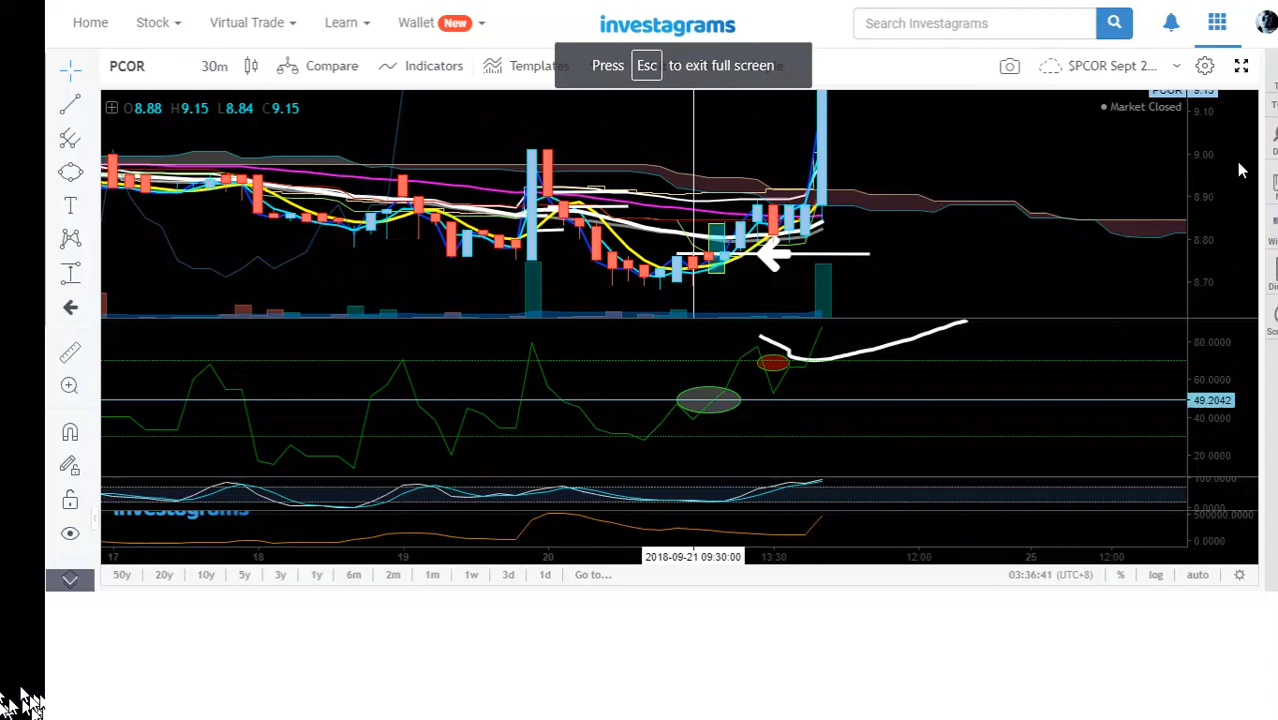 Home Stock Virtual Trade Learn Wallet New investagrams Search Investagrams
PCOR 30m Compare Indicators Templates Press Esc to exit full screen $PCOR Sept 2...
O8.88 H9.15 L8.84 C9.15
Market Closed
9.10
9.00
8.90
8.80
8.70
80.0000
60.0000
49.2042
40.0000
20.0000
100.0000
investagrams
500000.0000
0.0000
17 18 19 20 2018-09-21 09:30:00 13:30 12:00 25 12:00
50y 20y 10y 5y 3y 1y 6m 2m 1m 1w 3d 1d Go to... 03:36:41 (UTC+8) % log auto